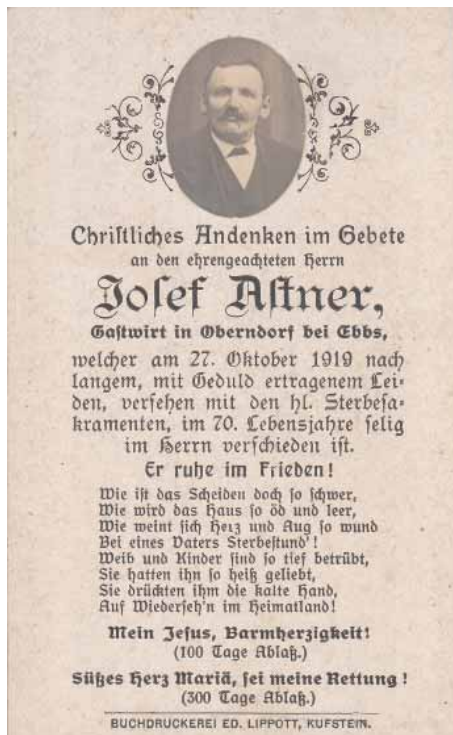 Christliches Andenken im Gebete
an den ehrengeachteten Herrn
Josef Astner,
Gastwirt in Oberndorf bei Ebbs,
welcher am 27. Oktober 1919 nach
langem, mit Geduld ertragenem Lei-
den, versehen mit den hl. Sterbesa-
kramenten, im 70. Lebensjahre selig
im Herrn verschieden ist.
Er ruhe im Frieden!
Wie ist das Scheiden doch so schwer,
Wie wird das Haus so öd und leer,
Wie weint sich Herz und Aug so wund
Bei eines Vaters Sterbestund'!
Weib und Kinder sind so tief betrübt,
Sie hatten ihn so heiß geliebt,
Sie drückten ihm die kalte Hand,
Auf Wiederseh'n im Heimatland!
Mein Jesus, Barmherzigkeit!
(100 Tage Ablaß.)
Süßes Herz Mariä, sei meine Rettung!
(300 Tage Ablaß.)
BUCHDRUCKEREI ED. LIPPOTT, KUFSTEIN.